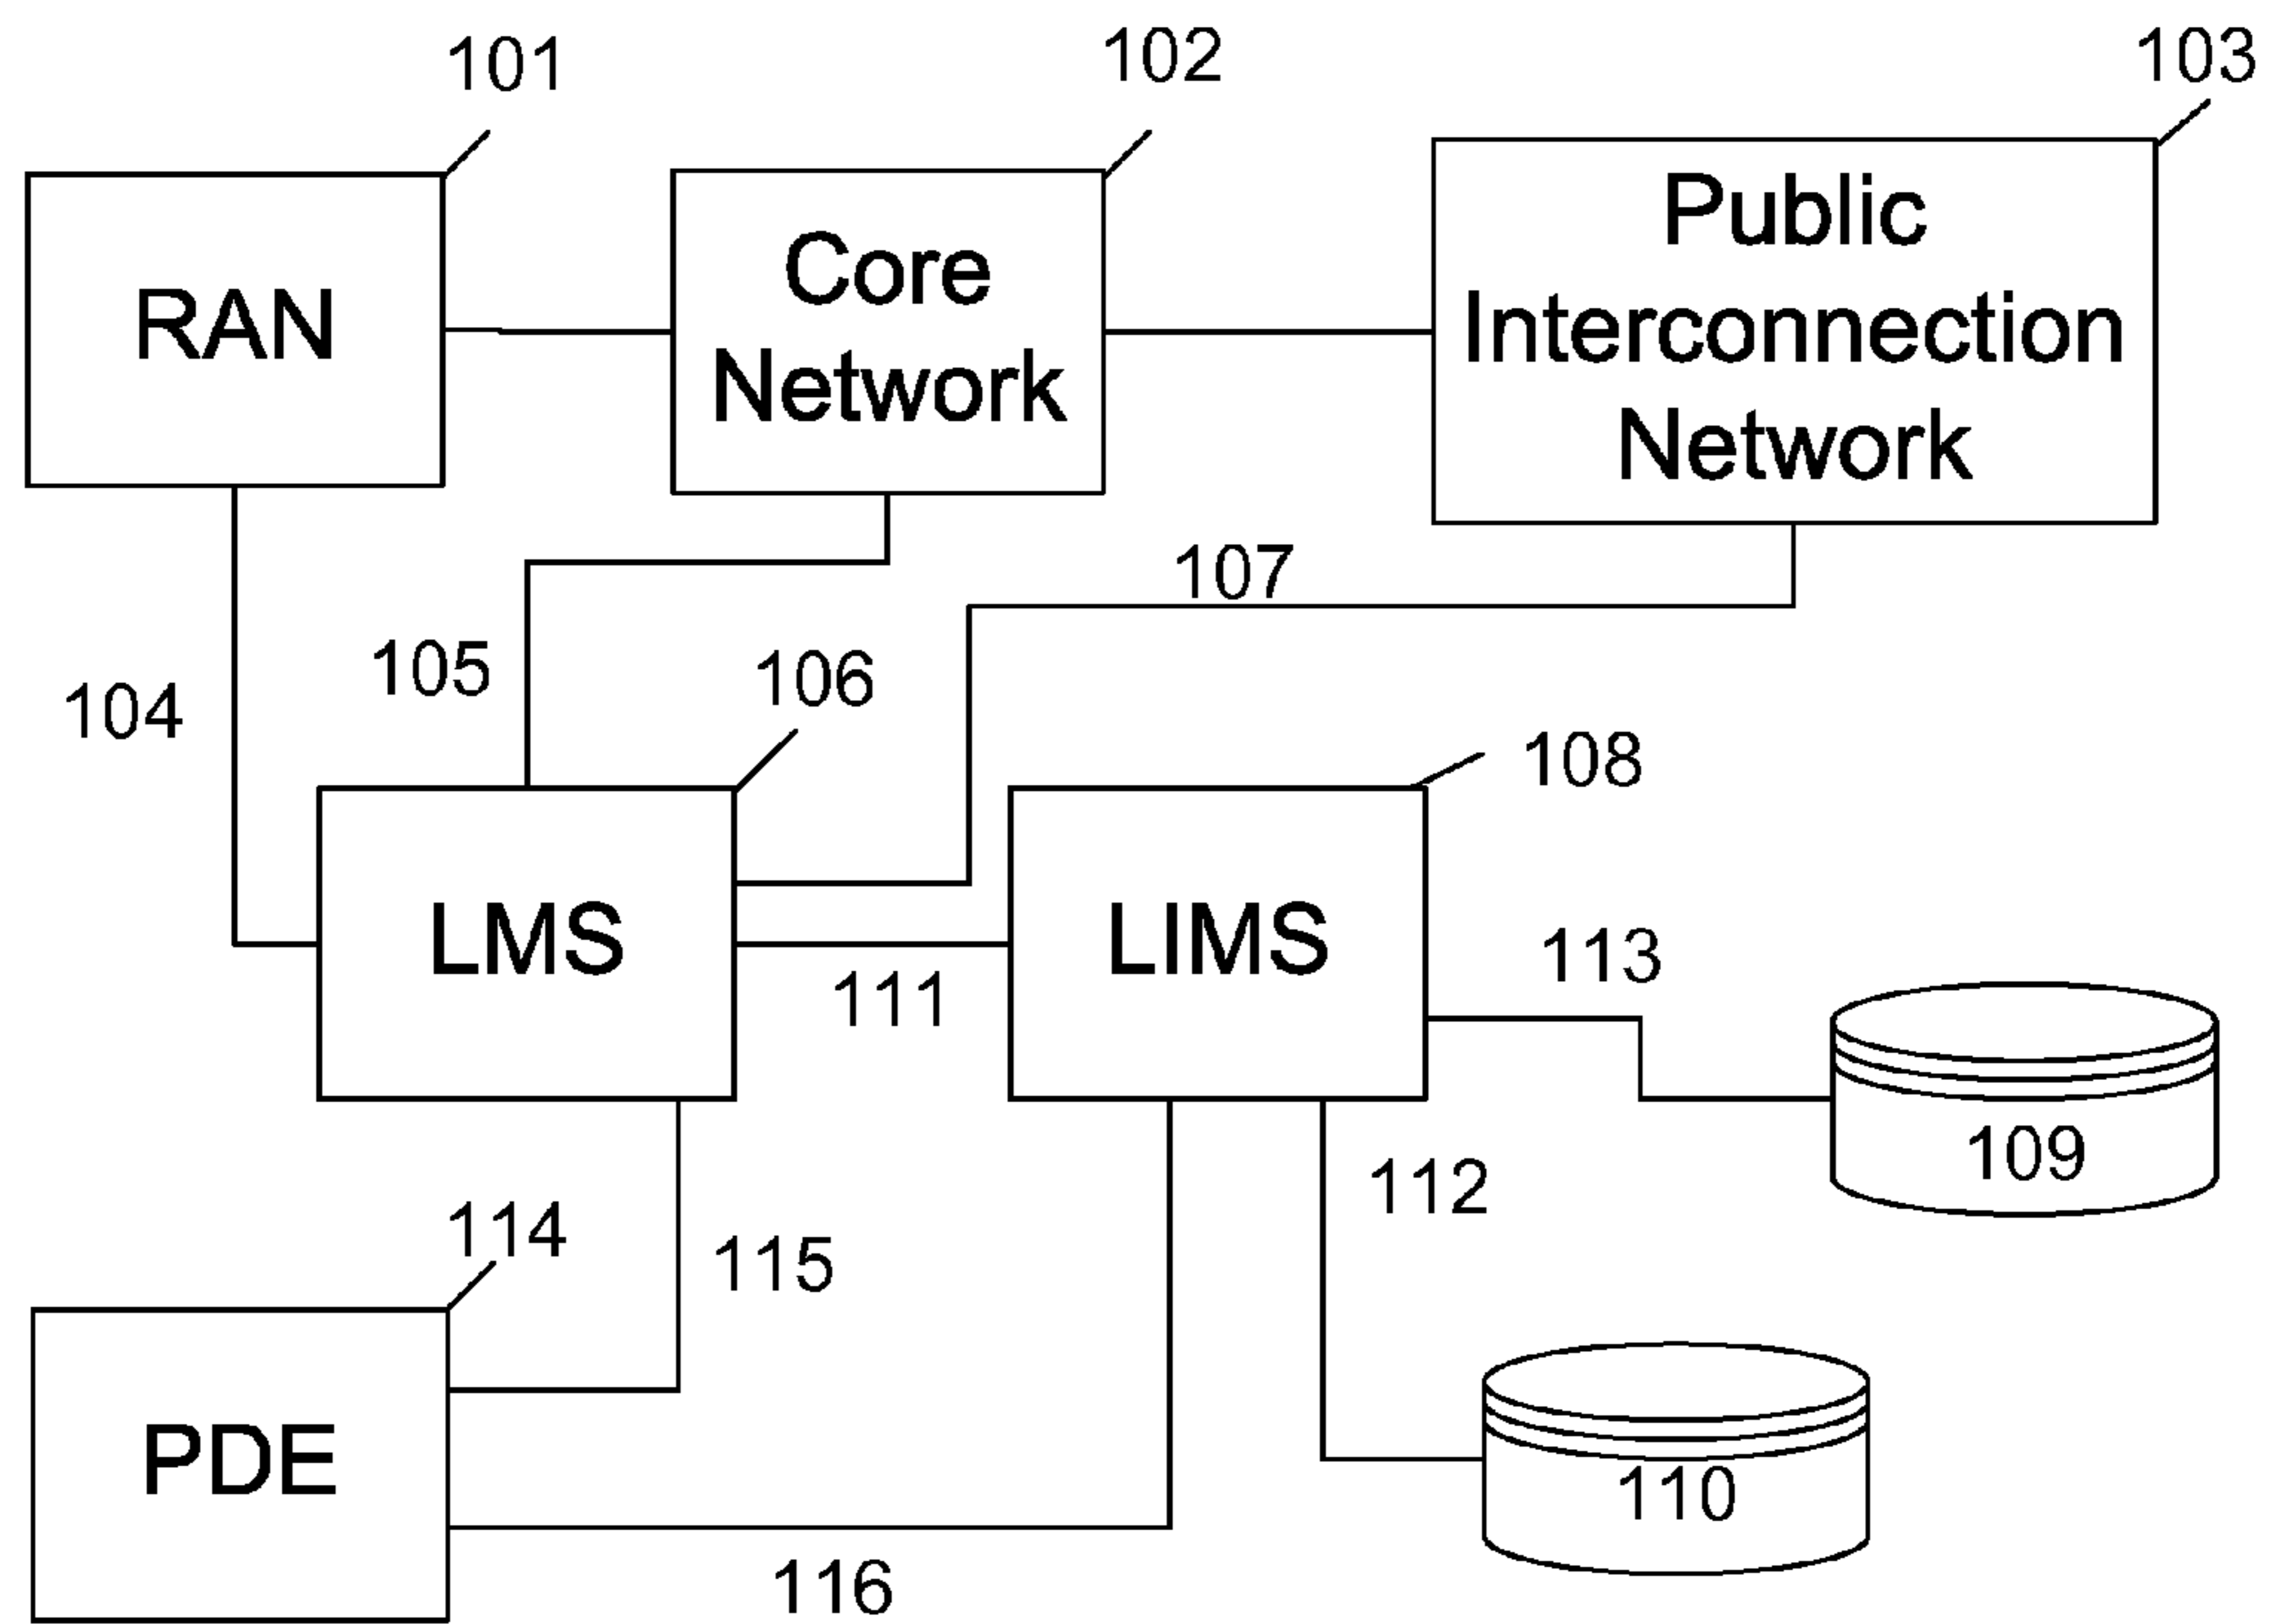 101
102
103
RAN
Core
Network
Public
Interconnection
Network
104
105
106
107
108
LMS
LIMS
111
113
109
112
114
115
PDE
110
116